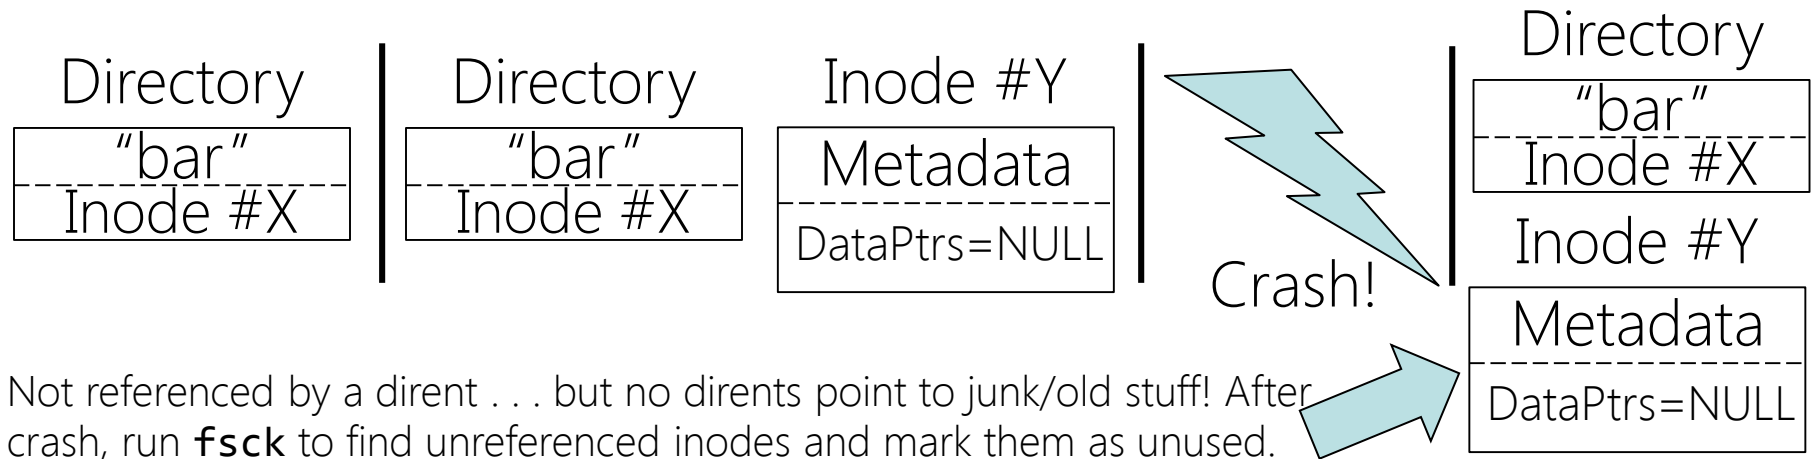 Directory
“bar”
Inode #X
Directory
“bar”
Inode #X
Inode #Y
Metadata
DataPtrs=NULL
Crash!
Directory
“bar”
Inode #X
Inode #Y
Metadata
DataPtrs=NULL
Not referenced by a dirent . . . but no dirents point to junk/old stuff! After
crash, run fsck to find unreferenced inodes and mark them as unused.